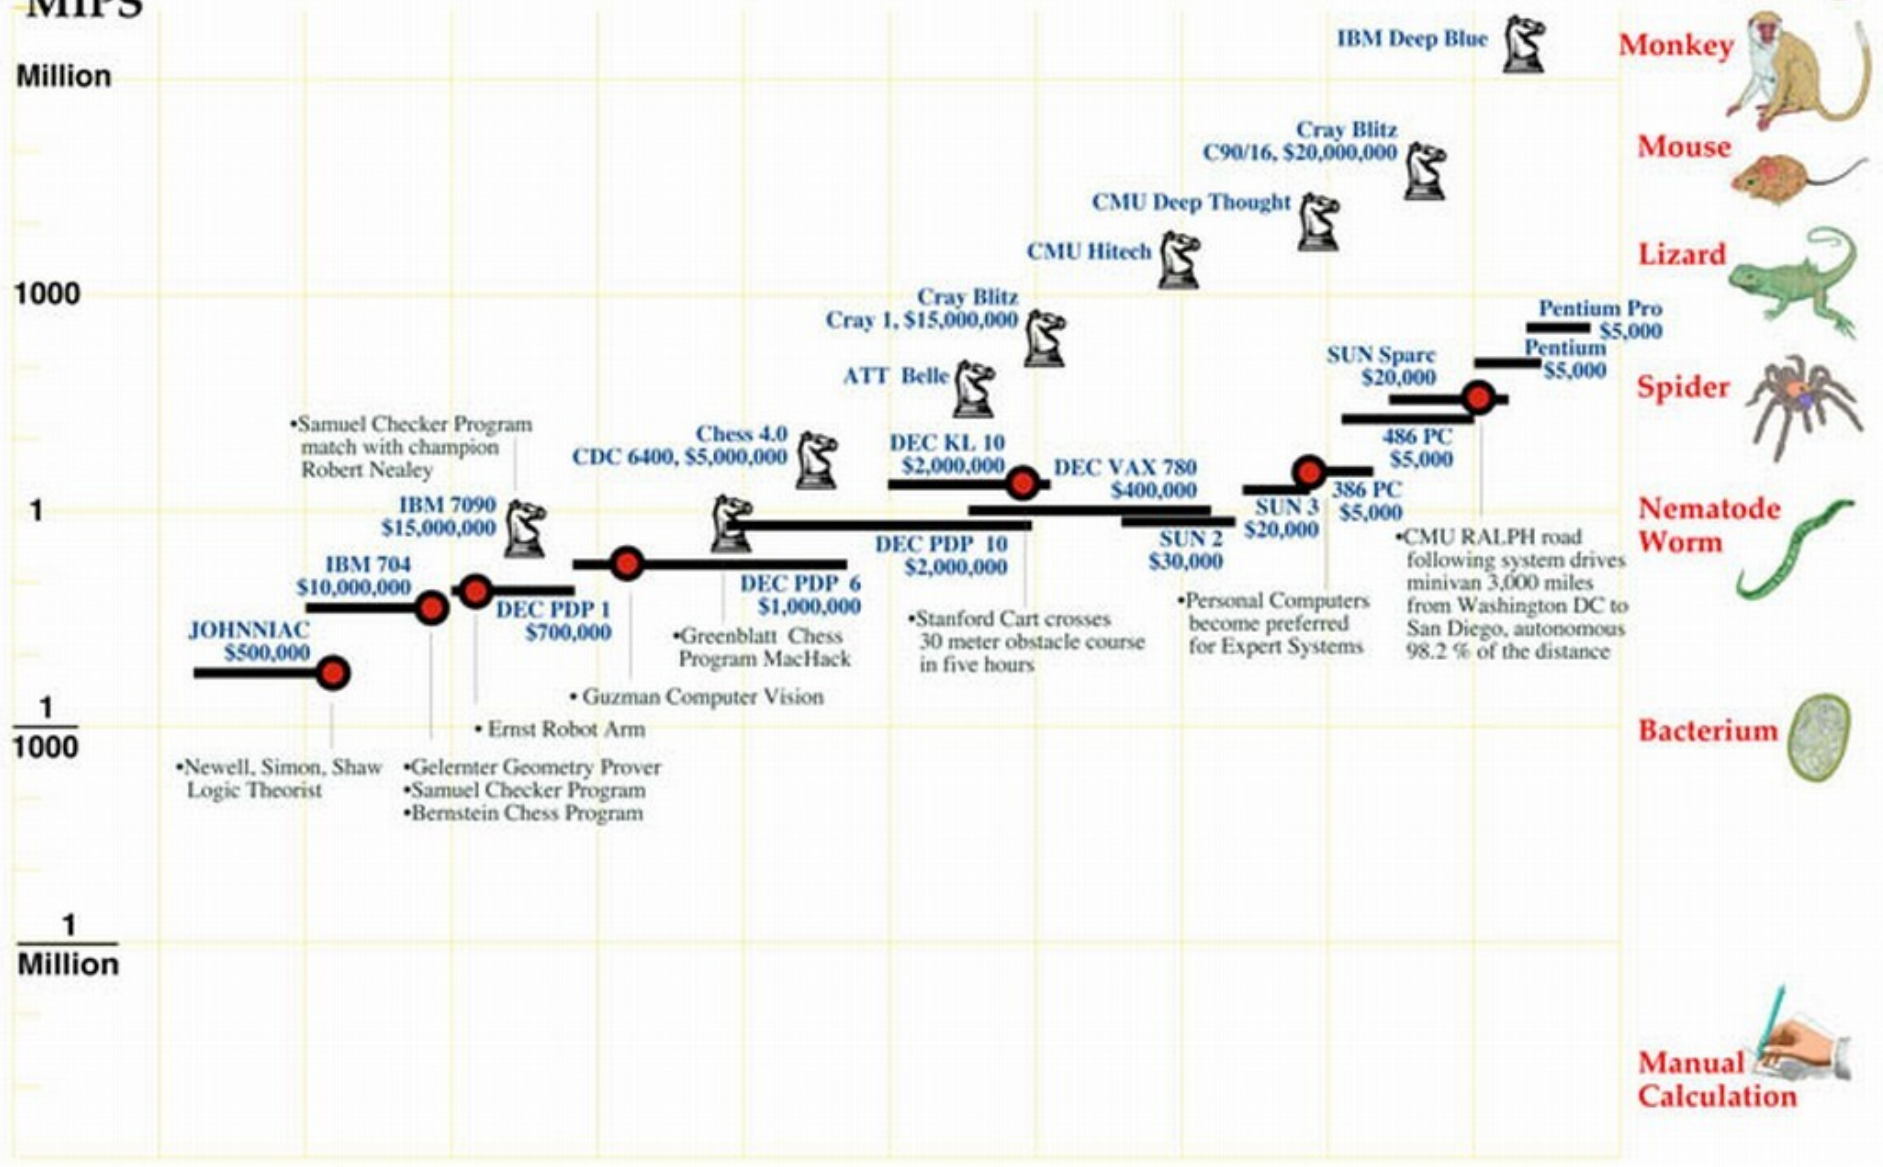 MIPS
Million
1000
1
1
1000
1
Million
IBM Deep Blue
Cray Blitz
C90/16, $20,000,000
CMU Deep Thought
CMU Hitech
Cray Blitz
Cray 1, $15,000,000
ATT Belle
Pentium Pro
$5,000
Pentium
$5,000
SUN Sparc
$20,000
•Samuel Checker Program
match with champion
Robert Nealey
Chess 4.0
CDC 6400, $5,000,000
DEC KL 10
$2,000,000
DEC VAX 780
$400,000
486 PC
$5,000
IBM 7090
$15,000,000
SUN 3
$20,000
386 PC
$5,000
DEC PDP 10
$2,000,000
SUN 2
$30,000
IBM 704
$10,000,000
DEC PDP 1
$700,000
DEC PDP 6
$1,000,000
JOHNNIAC
$500,000
•CMU RALPH road
following system drives
minivan 3,000 miles
from Washington DC to
San Diego, autonomous
98.2 % of the distance
•Personal Computers
become preferred
for Expert Systems
•Stanford Cart crosses
30 meter obstacle course
in five hours
•Greenblatt Chess
Program MacHack
• Guzman Computer Vision
• Ernst Robot Arm
•Newell, Simon, Shaw
Logic Theorist
•Gelernter Geometry Prover
•Samuel Checker Program
•Bernstein Chess Program
Monkey
Mouse
Lizard
Spider
Nematode
Worm
Bacterium
Manual
Calculation